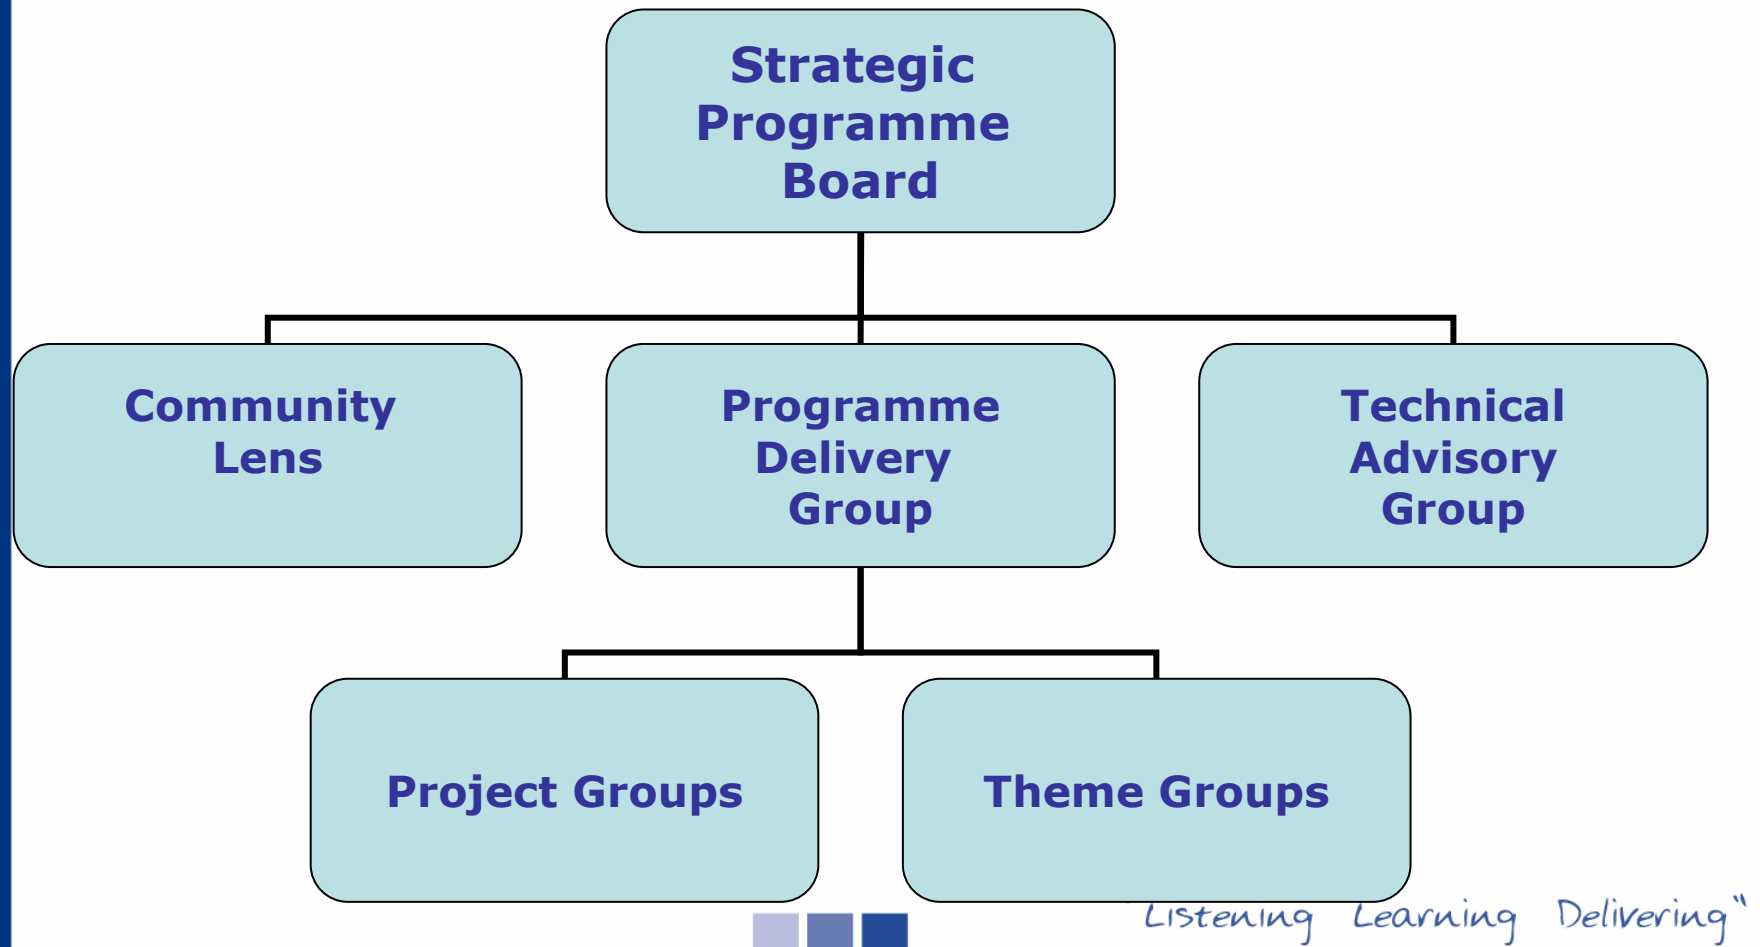 Strategic
Programme
Board
Community
Lens
Programme
Delivery
Group
Technical
Advisory
Group
Project Groups
Theme Groups
Listening Learning Delivering"